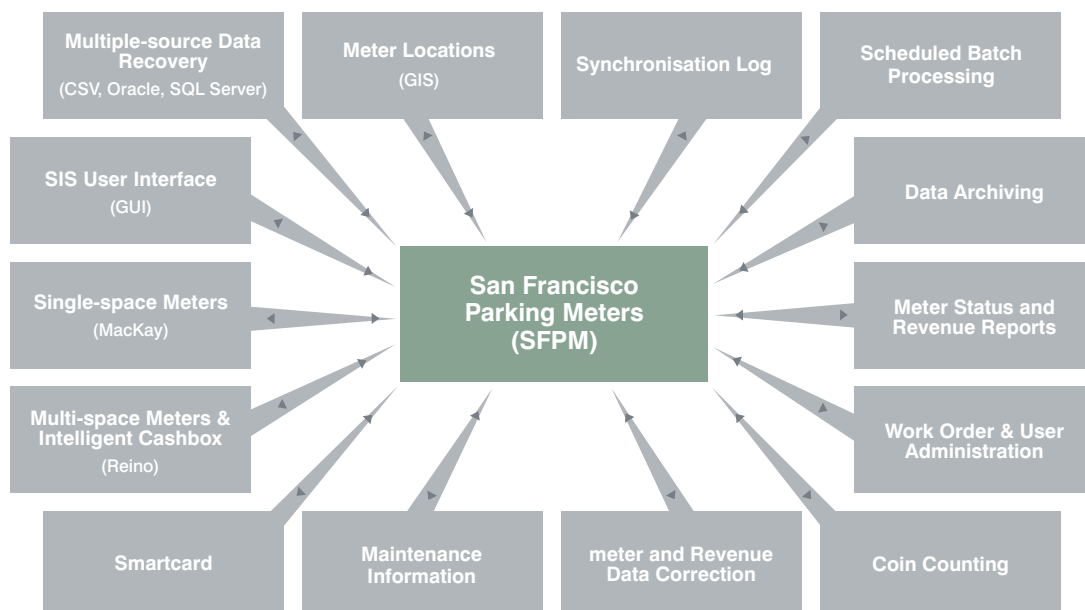 Multiple-source Data
Recovery
(CSV, Oracle, SQL Server)
Meter Locations
(GIS)
Synchronisation Log
Scheduled Batch
Processing
SIS User Interface
(GUI)
Data Archiving
San Francisco
Parking Meters
(SFPM)
Single-space Meters
(MacKay)
Meter Status and
Revenue Reports
Multi-space Meters &
Intelligent Cashbox
(Reino)
Work Order & User
Administration
Smartcard
Maintenance
Information
meter and Revenue
Data Correction
Coin Counting